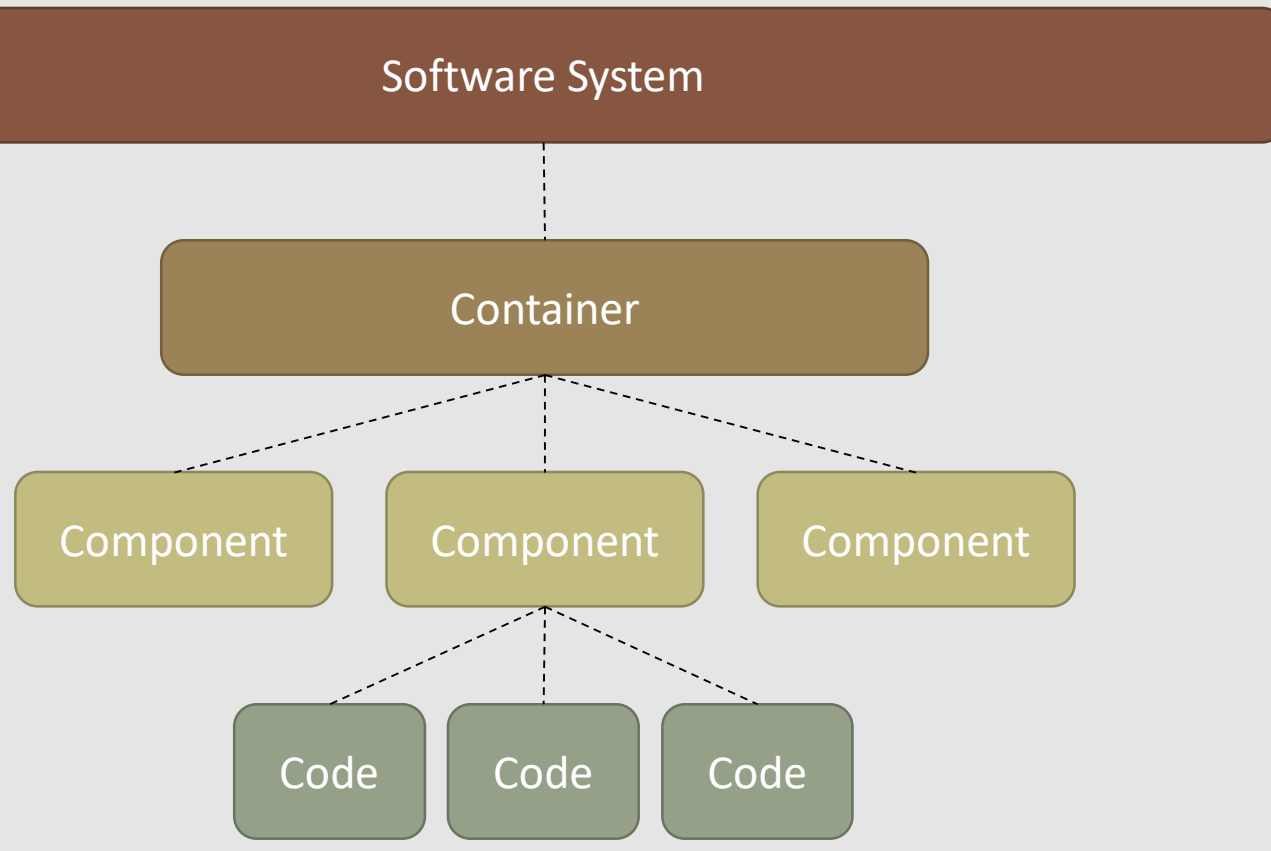 Software System
Container
Component
Component
Component
Code
Code
Code